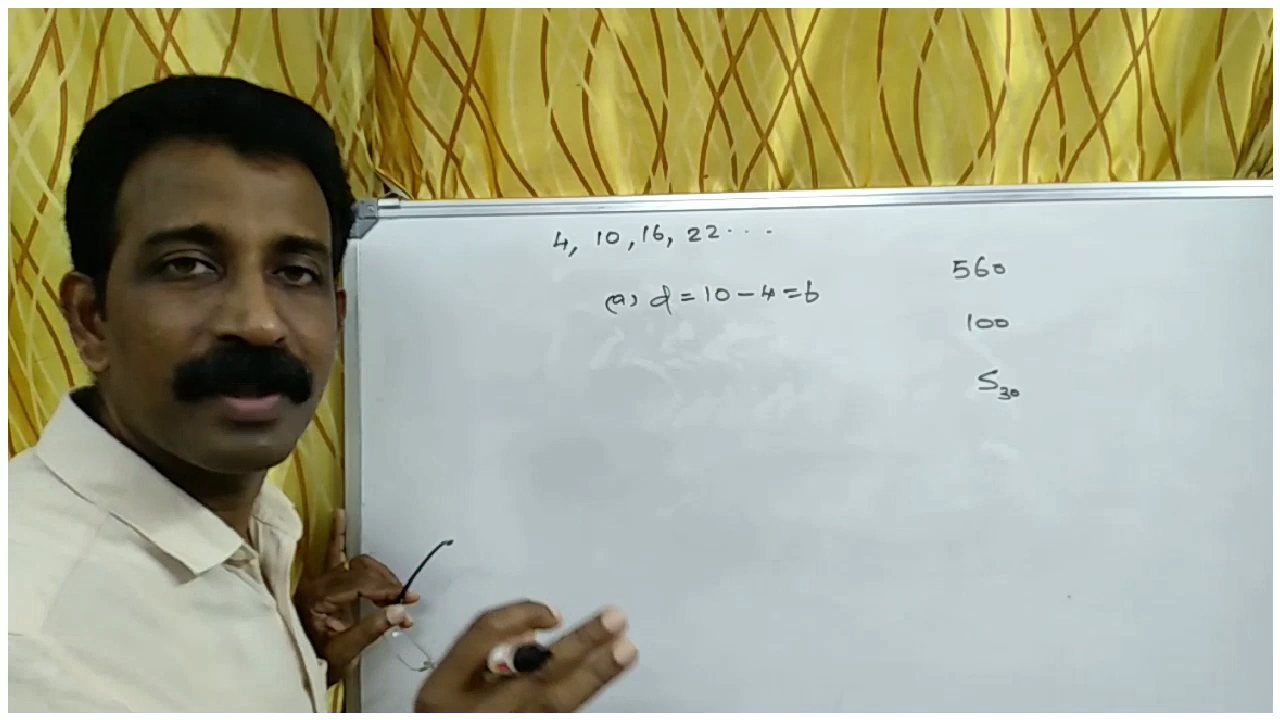 4, 10, 16, 22 ....
(a) d = 10 - 4 = 6
560
100
S30